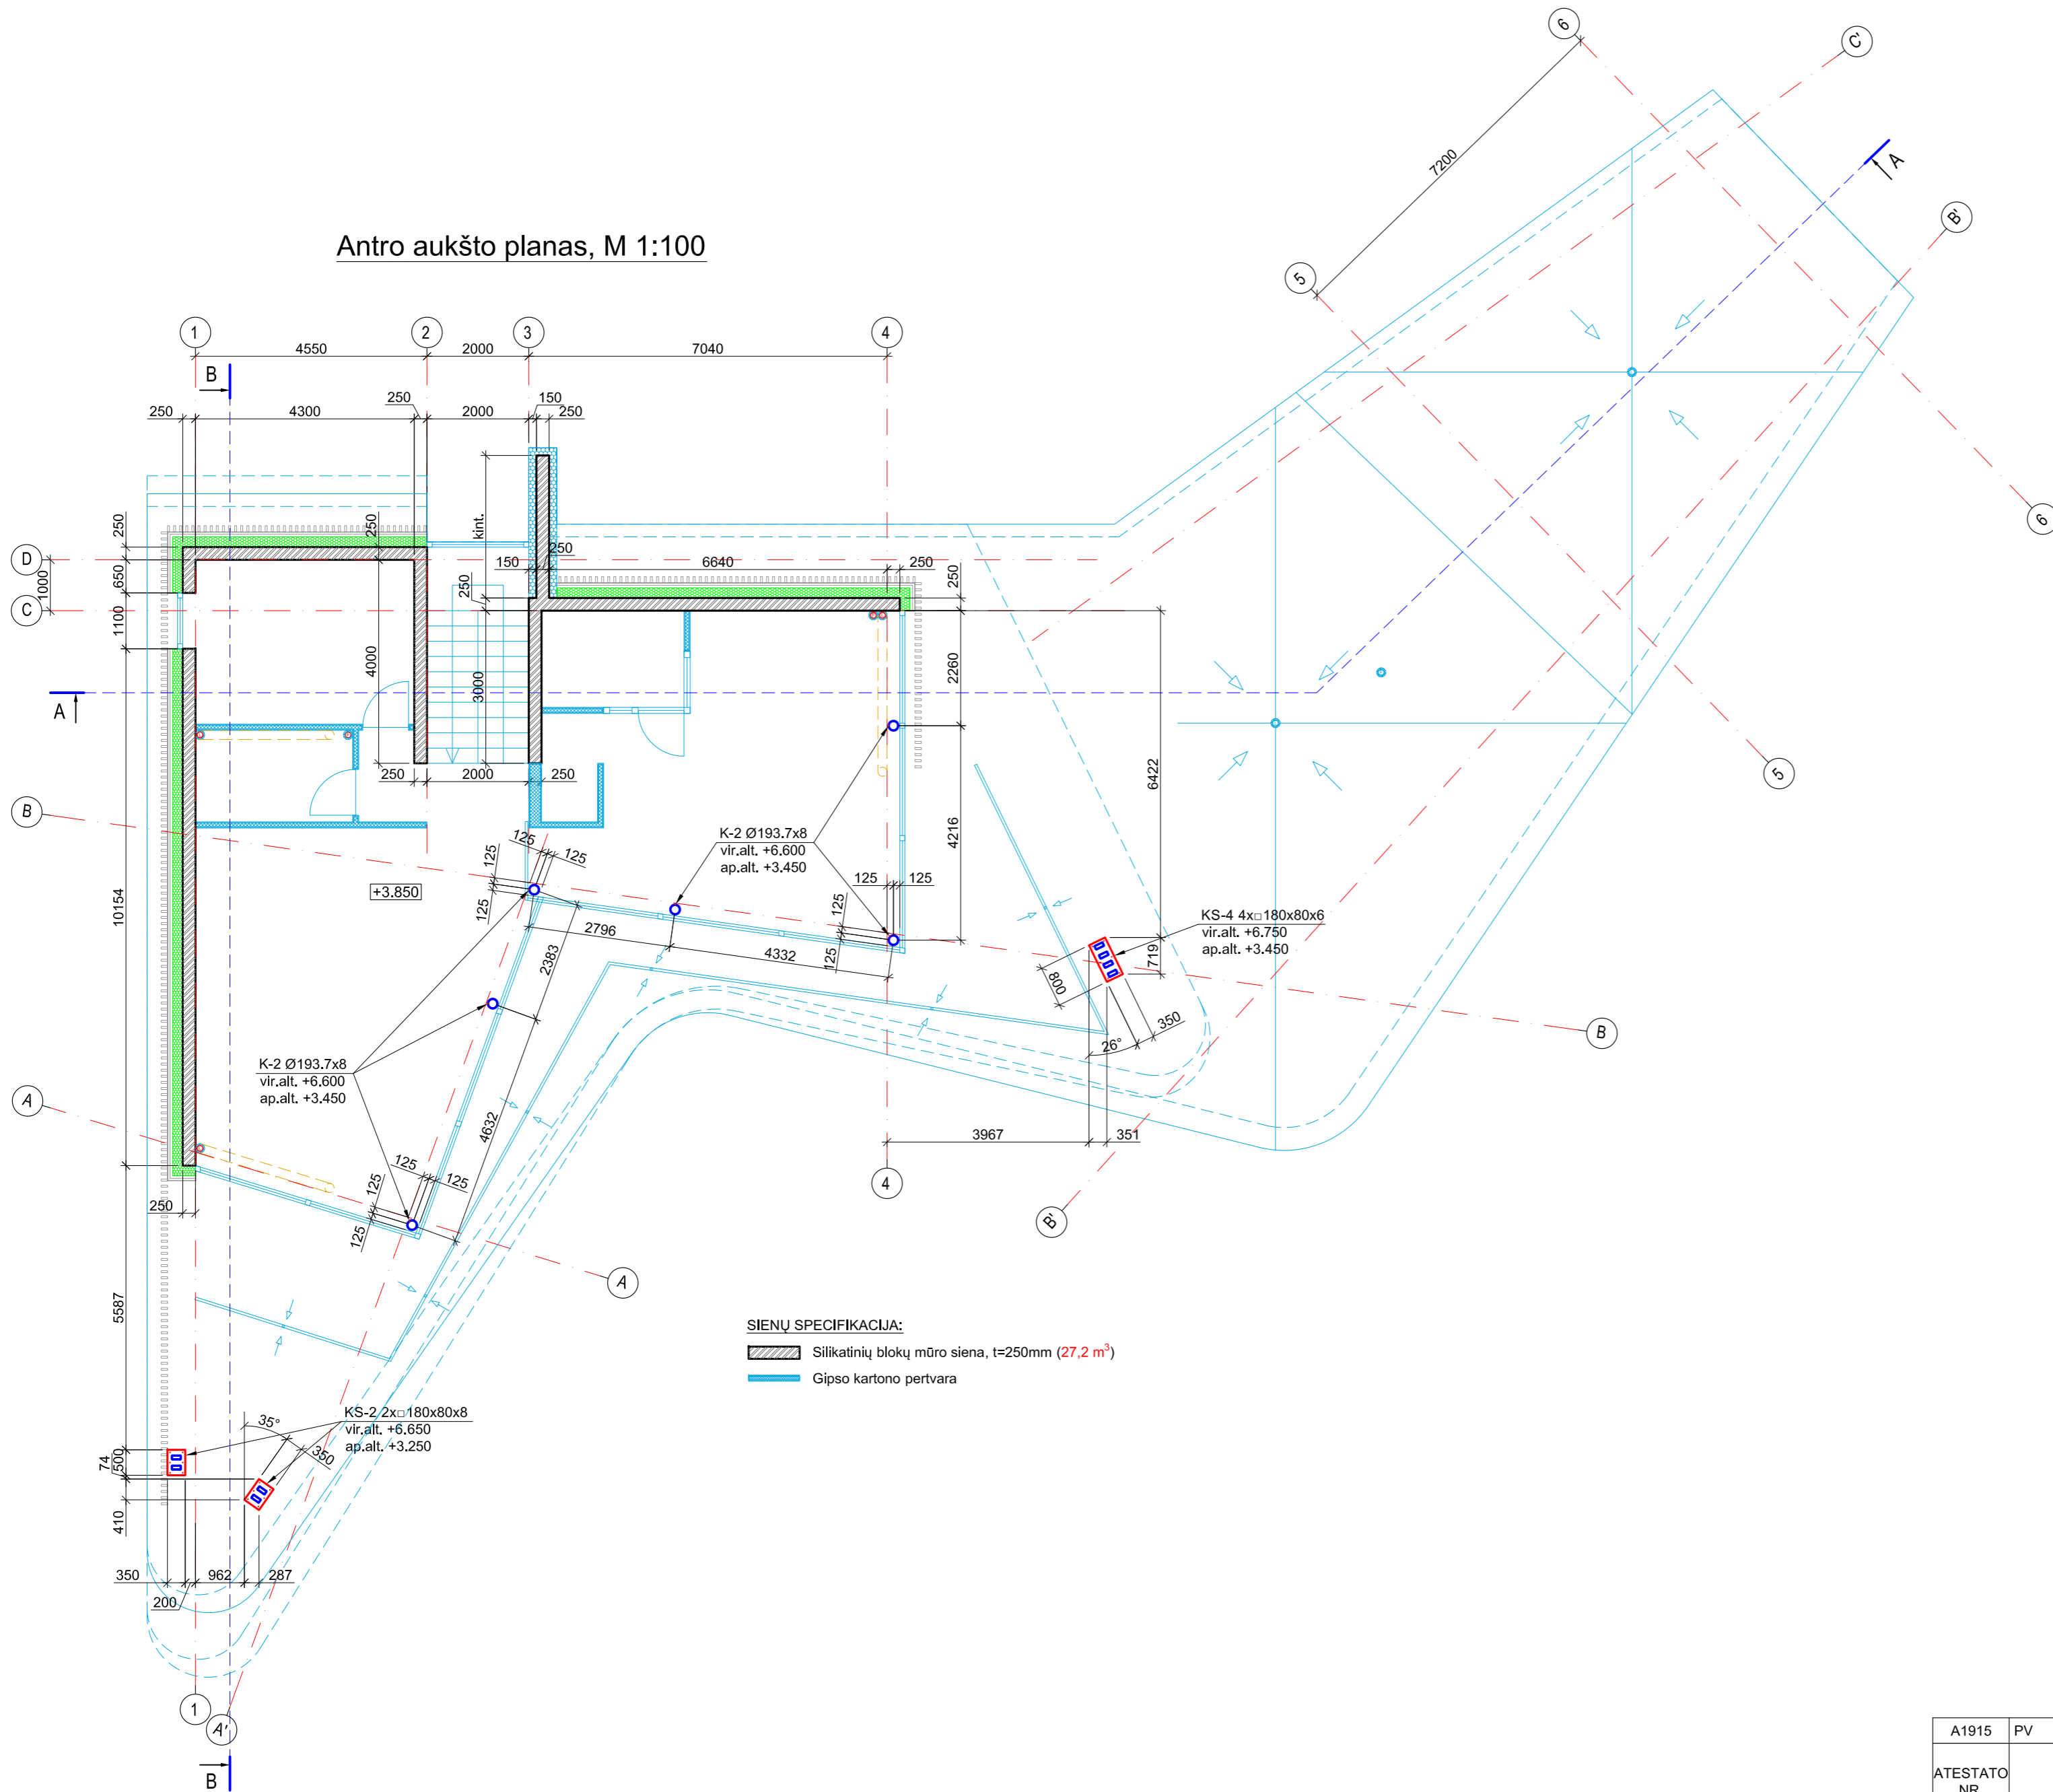 6
C'
7200
A
B'
Antro aukšto planas, M 1:100
5
1
2
3
4
4550
2000
7040
B
250
4300
250
2000
150
250
kint.
250
250
D
1000
650
150
250
6640
250
250
6
C
1100
250
4000
3000
2260
6422
A
5
250
2000
250
B
4216
K-2 Ø193.7x8
vir.alt. +6.600
ap.alt. +3.450
125
125
125
125
+3.850
10154
125
125
125
125
KS-4 4x□180x80x6
vir.alt. +6.750
ap.alt. +3.450
2796
4332
2383
719
800
350
26°
B
K-2 Ø193.7x8
vir.alt. +6.600
ap.alt. +3.450
A
4632
3967
351
4
B'
125
125
125
125
250
A
5587
SIENŲ SPECIFIKACIJA:
Silikatinių blokų mūro siena, t=250mm (27,2 m³)
Gipso kartono pertvara
KS-2 2x□180x80x8
vir.alt. +6.650
ap.alt. +3.250
35°
350
74
500
410
350
200
962
287
1
A'
B
A1915 PV
ATESTATO
NR.